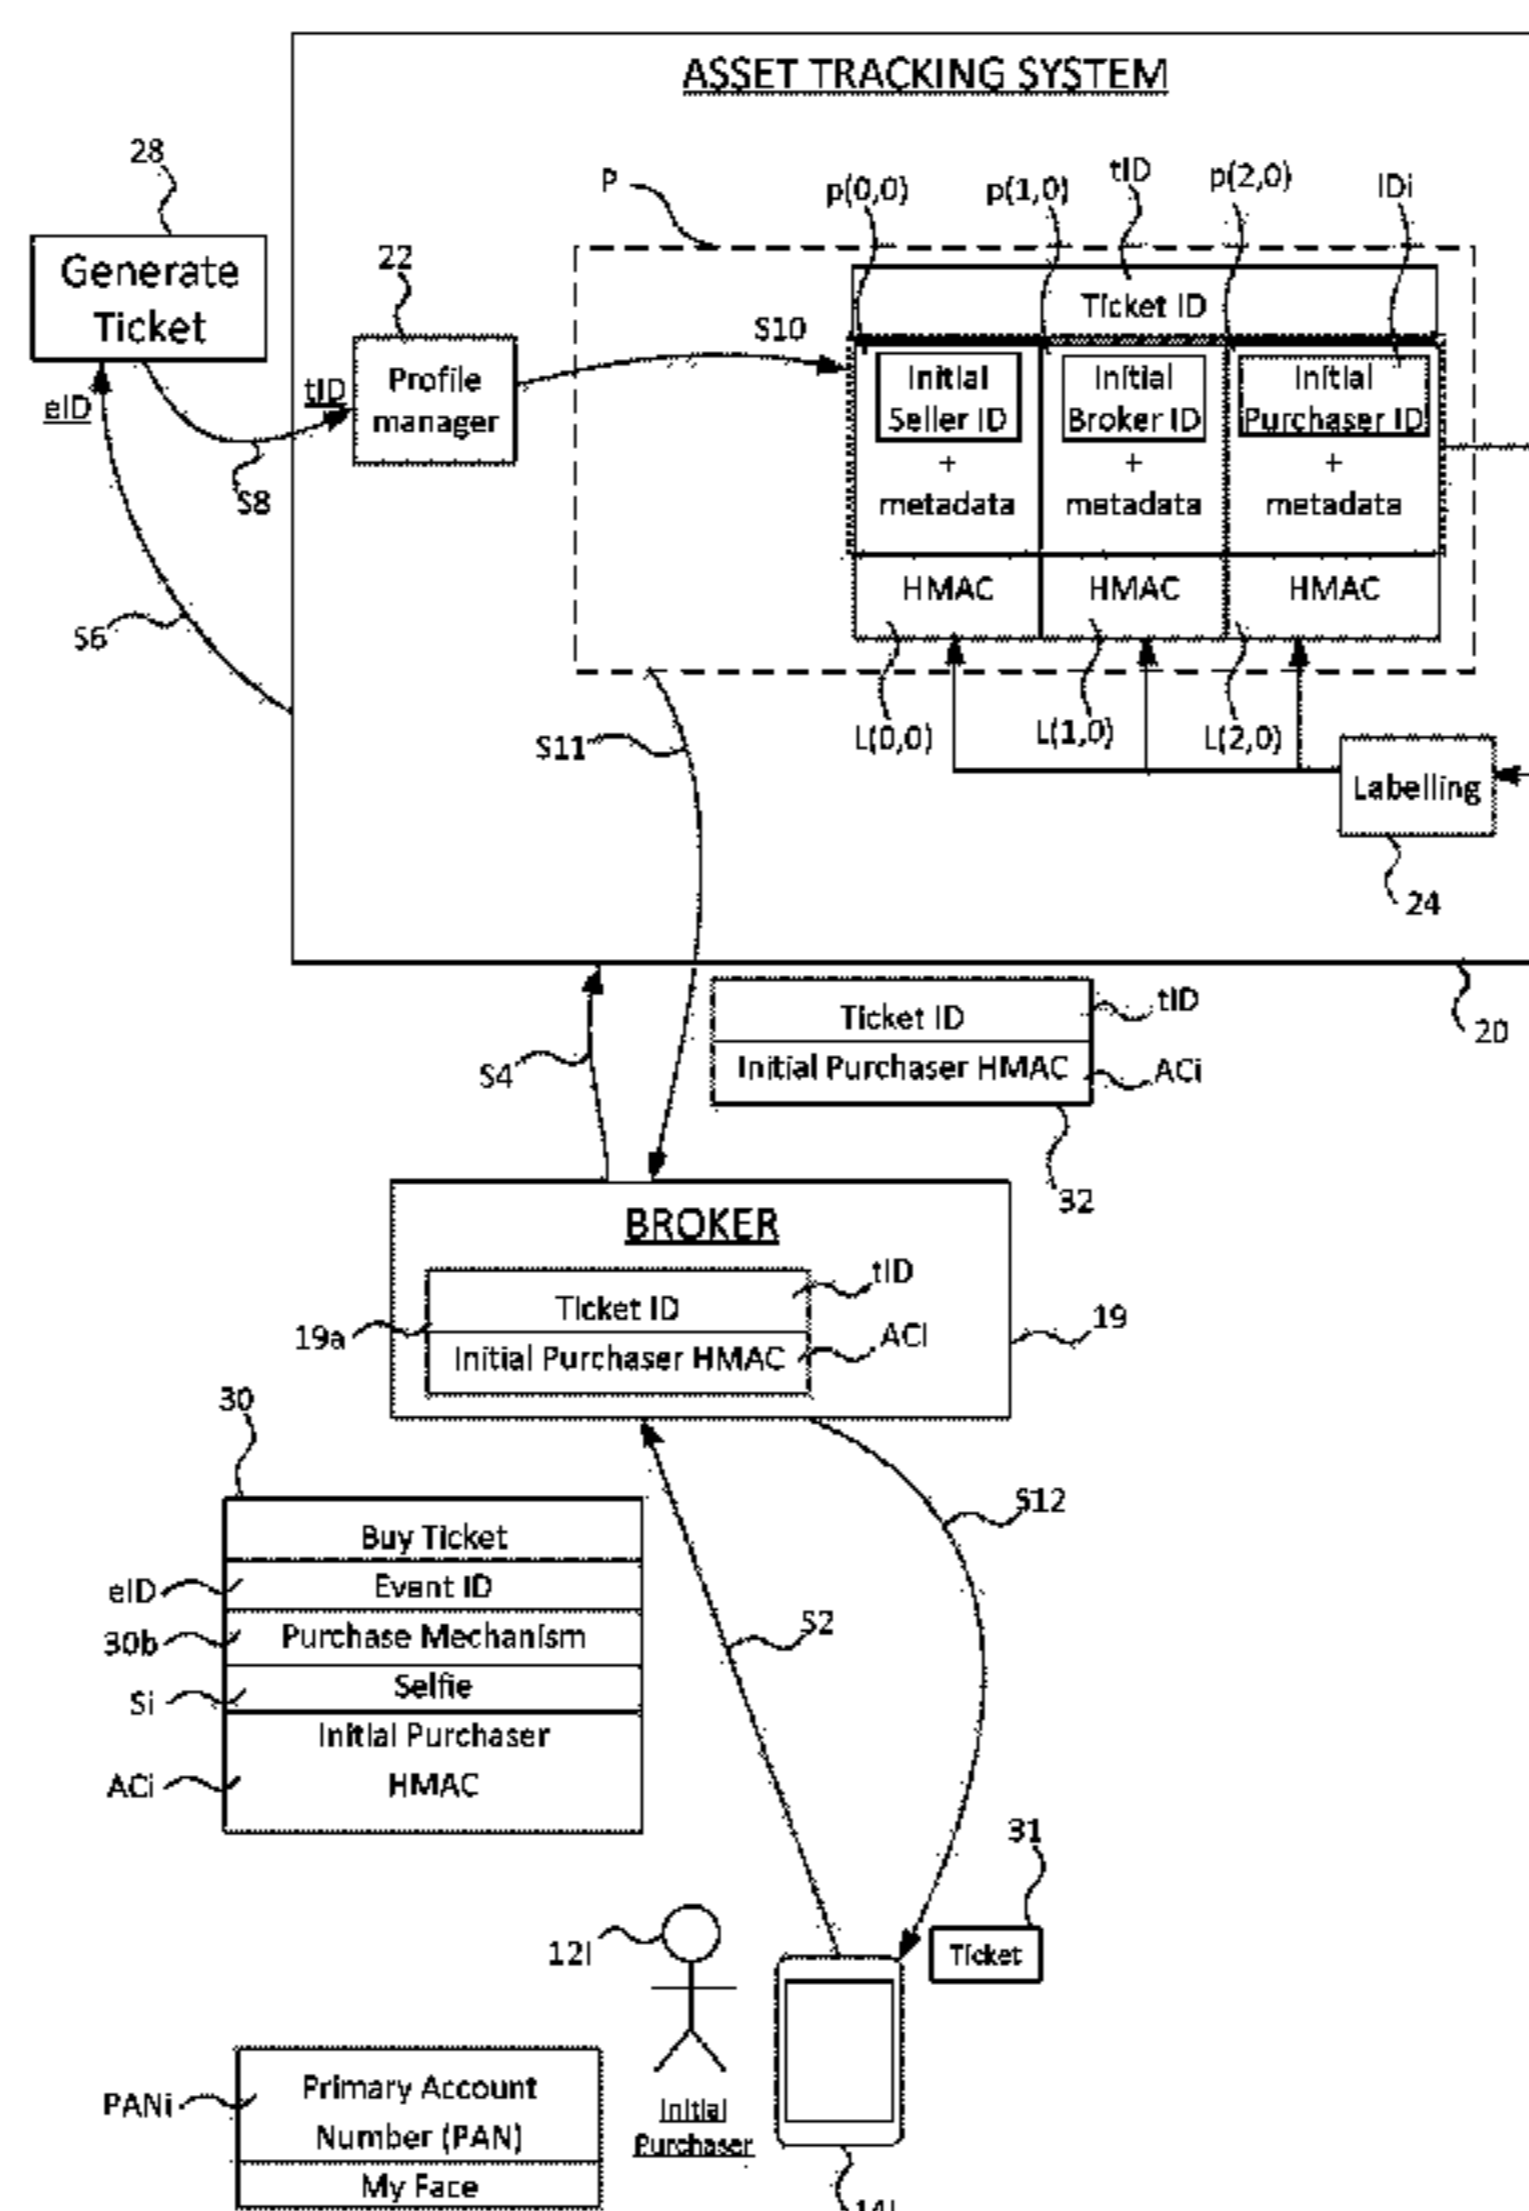 ASSET TRACKING SYSTEM
28
Generate
Ticket
22
P
p(0,0)
p(1,0)
tID
p(2,0)
IDi
Ticket ID
S10
Profile
manager
tID
eID
S8
Initial
Seller ID
+
metadata
Initial
Broker ID
+
metadata
Initial
Purchaser ID
+
metadata
HMAC
HMAC
HMAC
S6
L(0,0)
L(1,0)
L(2,0)
S11
Labelling
24
20
Ticket ID
tID
Initial Purchaser HMAC
ACi
S4
32
BROKER
Ticket ID
tID
19a
Initial Purchaser HMAC
ACi
19
30
Buy Ticket
eID
Event ID
30b
Purchase Mechanism
Si
Selfie
Initial Purchaser
ACi
HMAC
S12
S2
31
Ticket
12i
Initial
Purchaser
PANi
Primary Account
Number (PAN)
My Face